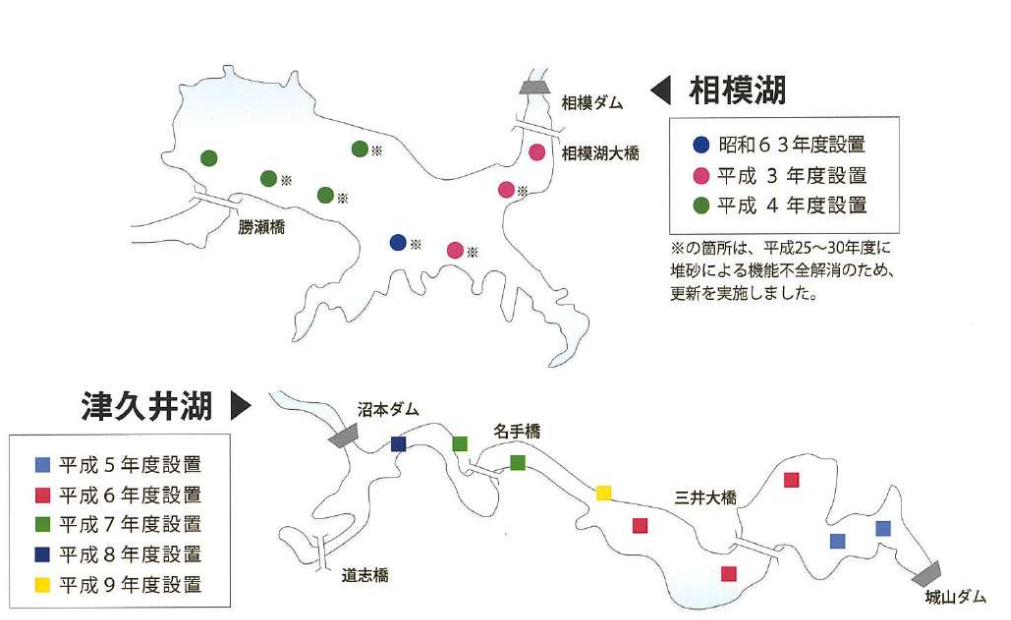 相模ダム
◀ 相模湖
相模湖大橋
昭和63年度設置
平成 3 年度設置
平成 4 年度設置
※
※
※
※
勝瀬橋
※
※
※の箇所は、平成25〜30年度に
堆砂による機能不全解消のため、
更新を実施しました。
津久井湖 ▶
沼本ダム
名手橋
平成5年度設置
平成6年度設置
平成7年度設置
平成8年度設置
平成9年度設置
三井大橋
道志橋
城山ダム